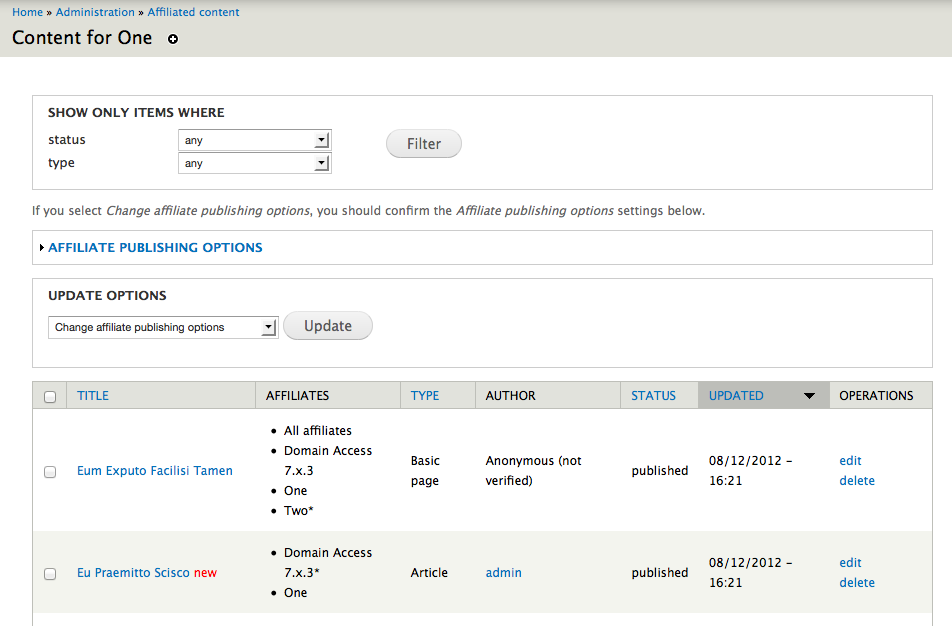 Home » Administration » Affiliated content
Content for One
SHOW ONLY ITEMS WHERE
status any
type any
Filter
If you select Change affiliate publishing options, you should confirm the Affiliate publishing options settings below.
AFFILIATE PUBLISHING OPTIONS
UPDATE OPTIONS
Change affiliate publishing options Update
TITLE AFFILIATES TYPE AUTHOR STATUS UPDATED OPERATIONS
Eum Exputo Facilisi Tamen
• All affiliates
• Domain Access
7.x.3
• One
• Two*
Basic
page
Anonymous (not
verified)
published
08/12/2012 -
16:21
edit
delete
Eu Praemitto Scisco new
• Domain Access
7.x.3*
• One
Article
admin
published
08/12/2012 -
16:21
edit
delete